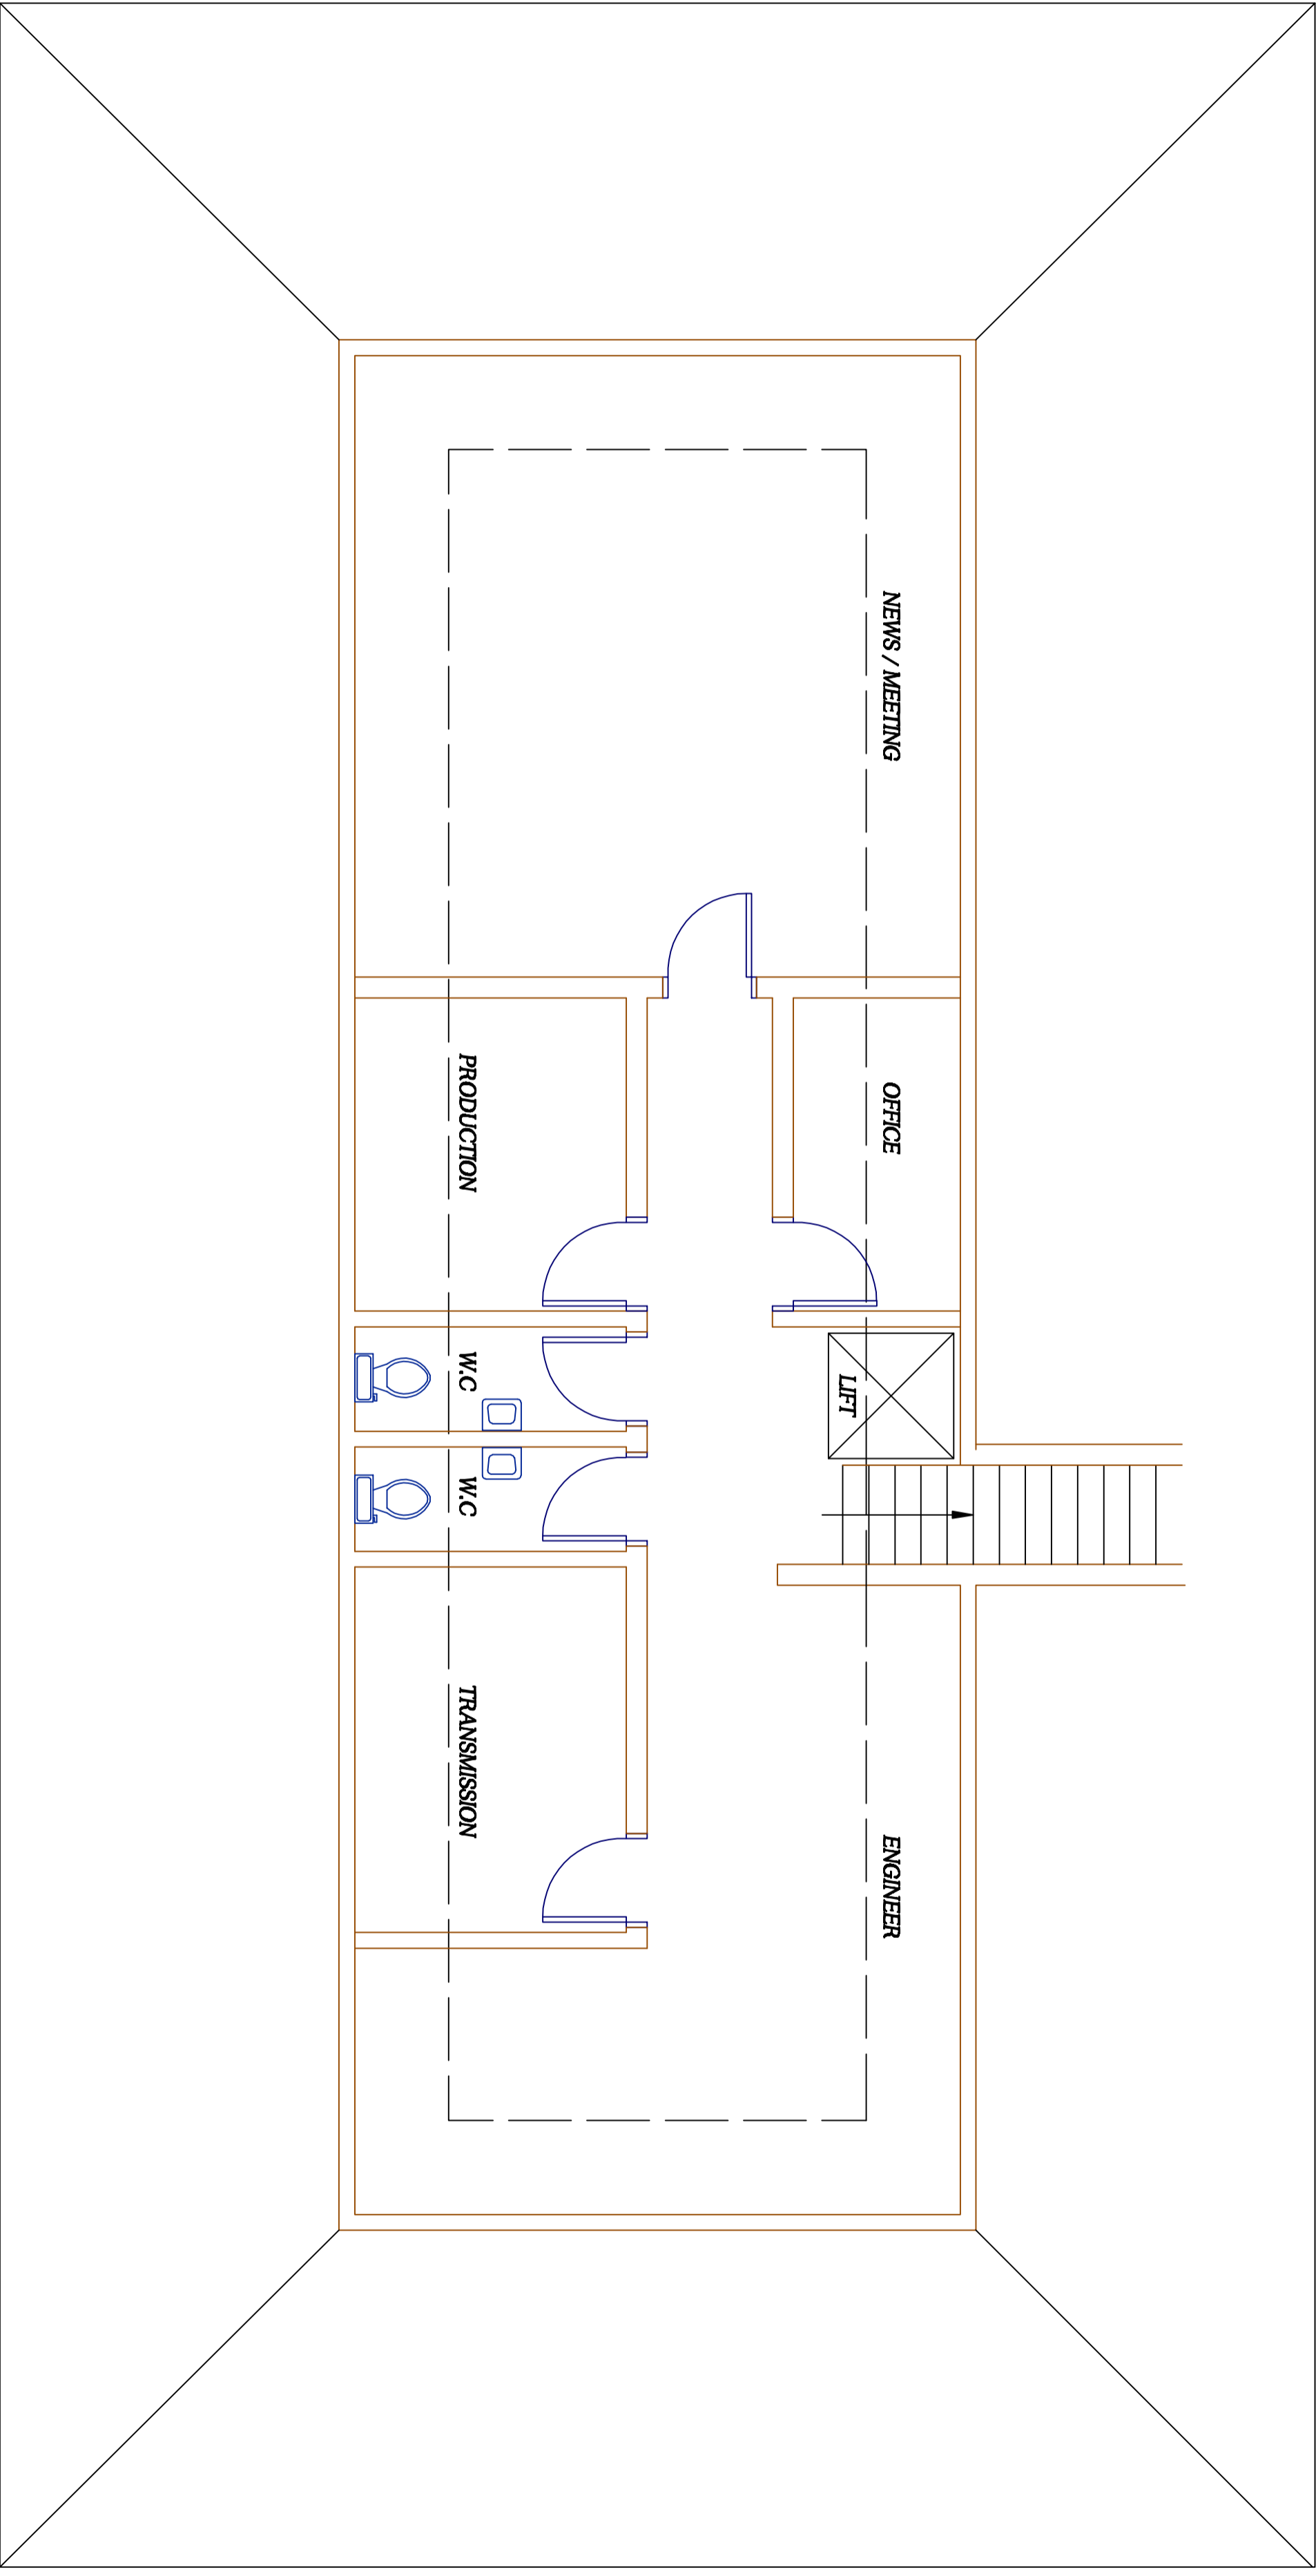 NEWS / MEETING
OFFICE
LIFT
ENGINEER
PRODUCTION
W.C
W.C
TRANSMISSION